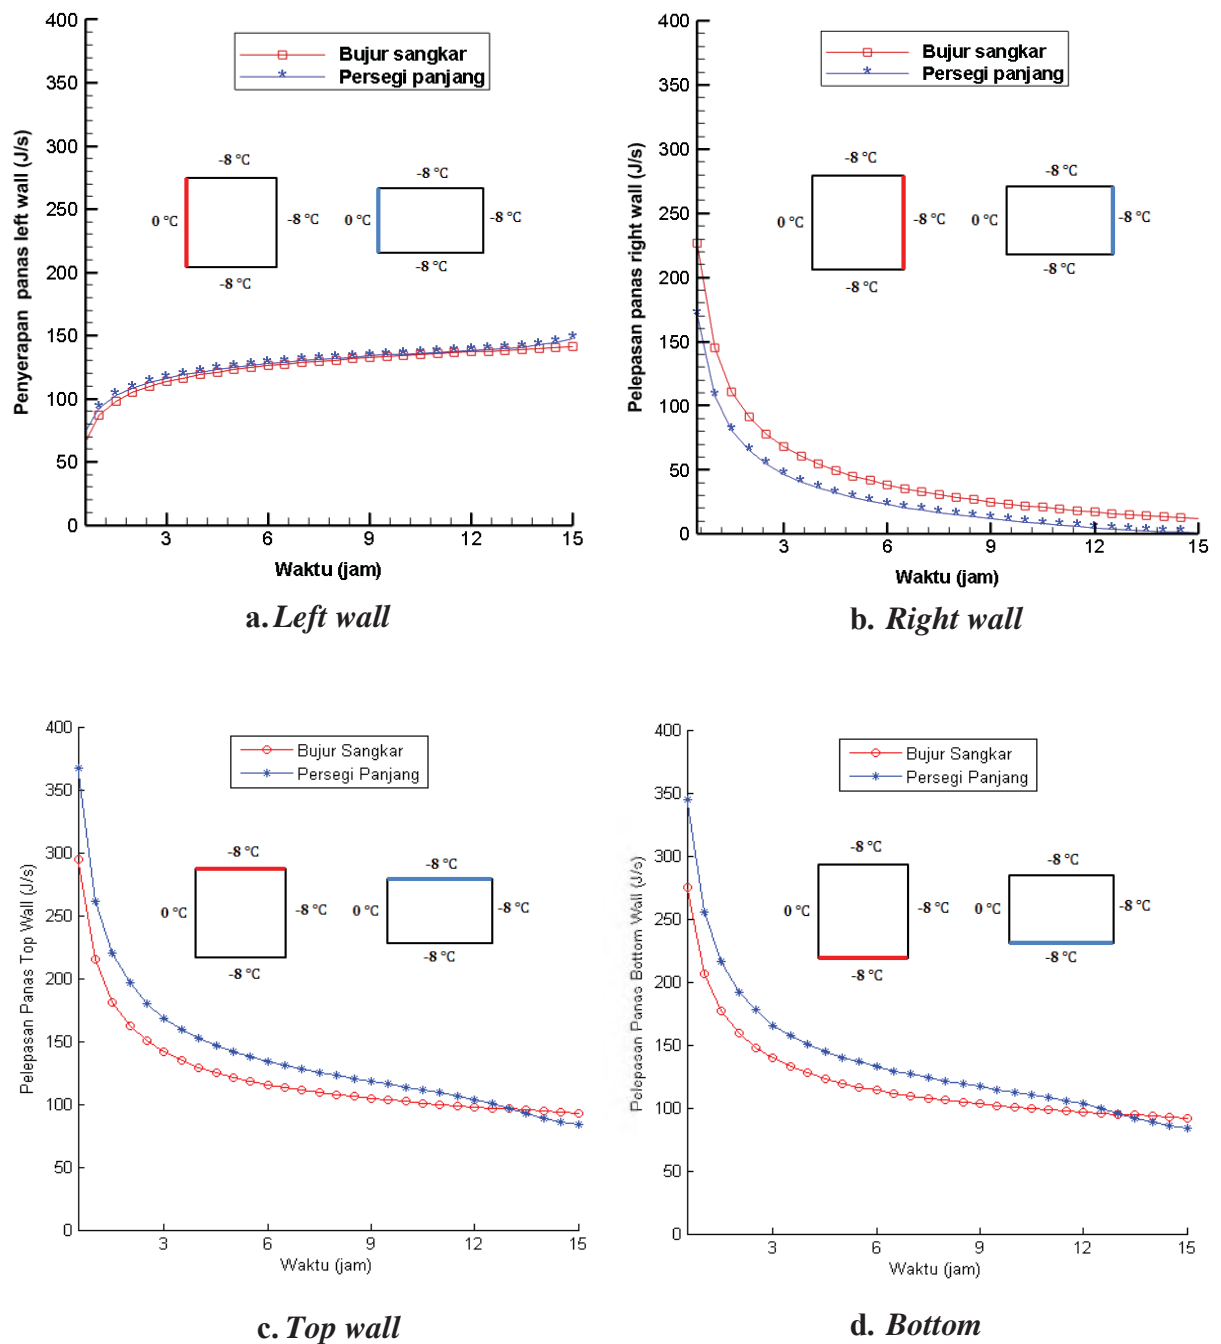 400
350
300
250
200
150
100
50
0
Penyerapan panas left wall (J/s)
Bujur sangkar
Persegi panjang
-8 °C
0 °C
-8 °C
-8 °C
-8 °C
0 °C
-8 °C
-8 °C
3
6
9
12
15
Waktu (jam)
a. Left wall
400
350
300
250
200
150
100
50
0
Pelepasan panas right wall (J/s)
Bujur sangkar
Persegi panjang
-8 °C
0 °C
-8 °C
-8 °C
-8 °C
0 °C
-8 °C
-8 °C
3
6
9
12
15
Waktu (jam)
b. Right wall
400
350
300
250
200
150
100
50
0
Pelepasan Panas Top Wall (J/s)
Bujur Sangkar
Persegi Panjang
-8 °C
0 °C
-8 °C
-8 °C
-8 °C
0 °C
-8 °C
-8 °C
3
6
9
12
15
Waktu (jam)
c. Top wall
400
350
300
250
200
150
100
50
0
Pelepasan Panas Bottom Wall (J/s)
Bujur Sangkar
Persegi Panjang
-8 °C
0 °C
-8 °C
-8 °C
-8 °C
0 °C
-8 °C
-8 °C
3
6
9
12
15
Waktu (jam)
d. Bottom